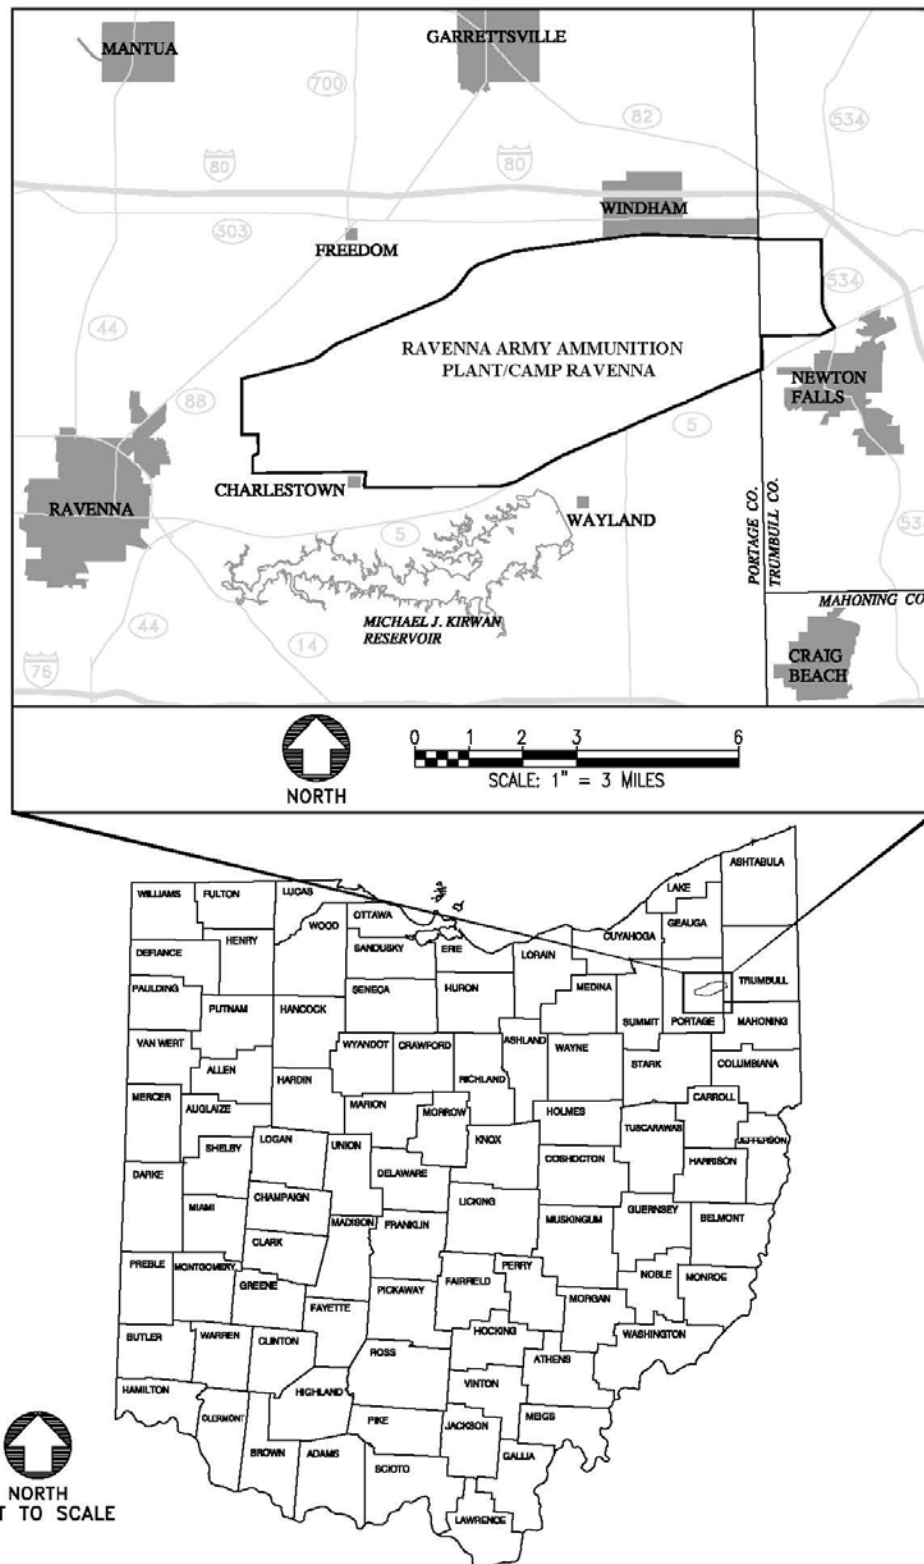 MANTUA
GARRETTSVILLE
700
82
534
80
80
WINDHAM
303
FREEDOM
534
44
RAVENNA ARMY AMMUNITION
PLANT/CAMP RAVENNA
NEWTON
FALLS
88
5
CHARLESTOWN
RAVENNA
WAYLAND
5
PORTAGE CO.
TRUMBULL CO.
MAHONING CO
MICHAEL J. KIRWAN
RESERVOIR
44
14
76
CRAIG
BEACH
0 1 2 3 6
SCALE: 1" = 3 MILES
NORTH
ASHTABULA
LAKE
WILLIAMS
FULTON
LUCAS
GEAUGA
OTTAWA
WOOD
CUYAHOGA
HENRY
SANDUSKY
ERIE
LORAIN
DEFIANCE
TRUMBULL
PAULDING
SENECA
HURON
MEDINA
PUTNAM
HANCOCK
SUMMIT
PORTAGE
MAHONING
VAN WERT
WYANDOT
CRAWFORD
ASHLAND
WAYNE
ALLEN
STARK
COLUMBIANA
HARDIN
RICHLAND
MERCER
CARROLL
AUGLAIZE
MARION
MORROW
HOLMES
TUSCARAWAS
LOGAN
UNION
KNOX
JEFFERSON
SHELBY
COSHOCTON
HARRISON
DARKE
DELAWARE
CHAMPAIGN
LICKING
MIAMI
MADISON
FRANKLIN
MUSKINGUM
GUERNSEY
BELMONT
CLARK
PREBLE
MONTGOMERY
PERRY
NOBLE
MONROE
GREENE
FAIRFIELD
PICKAWAY
MORGAN
FAYETTE
HOCKING
WASHINGTON
BUTLER
WARREN
CLINTON
ROSS
ATHENS
VINTON
HAMILTON
HIGHLAND
CLERMONT
PIKE
JACKSON
MEIGS
BROWN
ADAMS
SCIOTO
GALLIA
LAWRENCE
NORTH
T TO SCALE